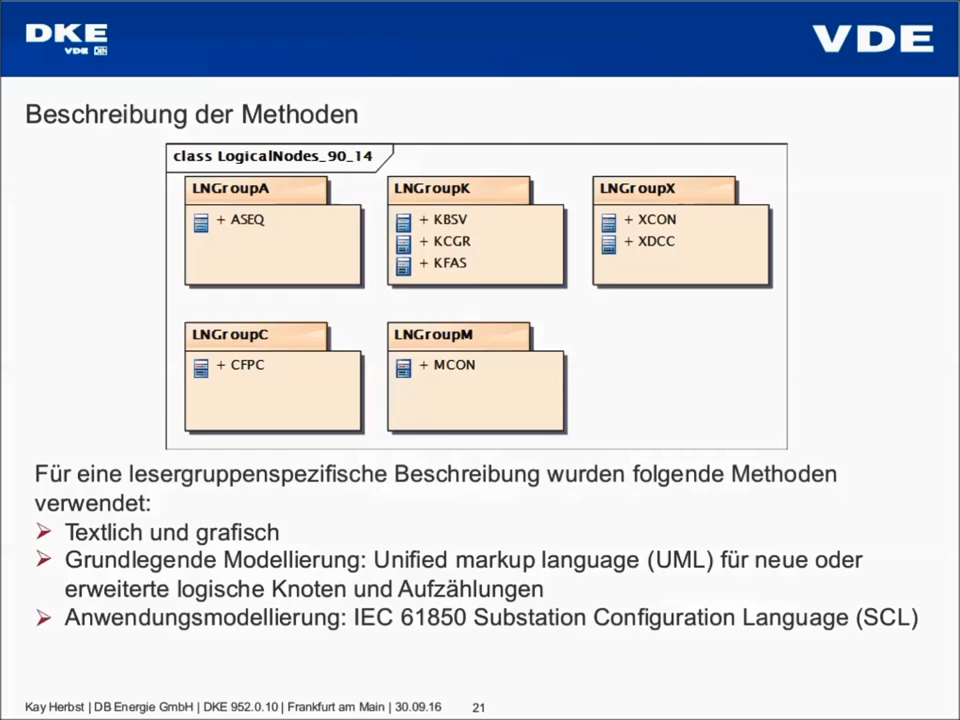 DKE
VDE DIN
VDE
Beschreibung der Methoden
class LogicalNodes_90_14
LNGroupA
+ ASEQ
LNGroupK
+ KBSV
+ KCGR
+ KFAS
LNGroupX
+ XCON
+ XDCC
LNGroupC
+ CFPC
LNGroupM
+ MCON
Für eine lesergruppenspezifische Beschreibung wurden folgende Methoden
verwendet:
➢ Textlich und grafisch
➢ Grundlegende Modellierung: Unified markup language (UML) für neue oder
erweiterte logische Knoten und Aufzählungen
➢ Anwendungsmodellierung: IEC 61850 Substation Configuration Language (SCL)
Kay Herbst | DB Energie GmbH | DKE 952.0.10 | Frankfurt am Main | 30.09.16 21